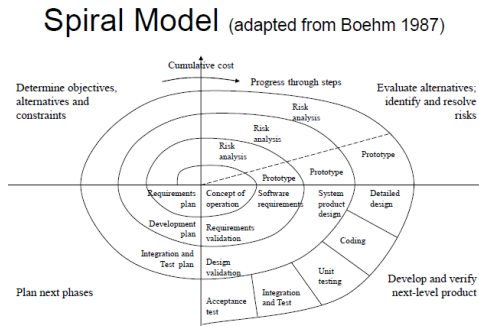 Spiral Model (adapted from Boehm 1987)
Cumulative cost
Progress through steps
Determine objectives,
alternatives and
constraints
Evaluate alternatives;
identify and resolve
risks
Risk
analysis
Risk
analysis
Risk
analysis
Prototype
Prototype
Prototype
Requirements
plan
Concept of
operation
Software
requirements
System
product
design
Detailed
design
Development
plan
Requirements
validation
Coding
Integration and
Test plan
Design
validation
Unit
testing
Integration
and Test
Acceptance
test
Plan next phases
Develop and verify
next-level product